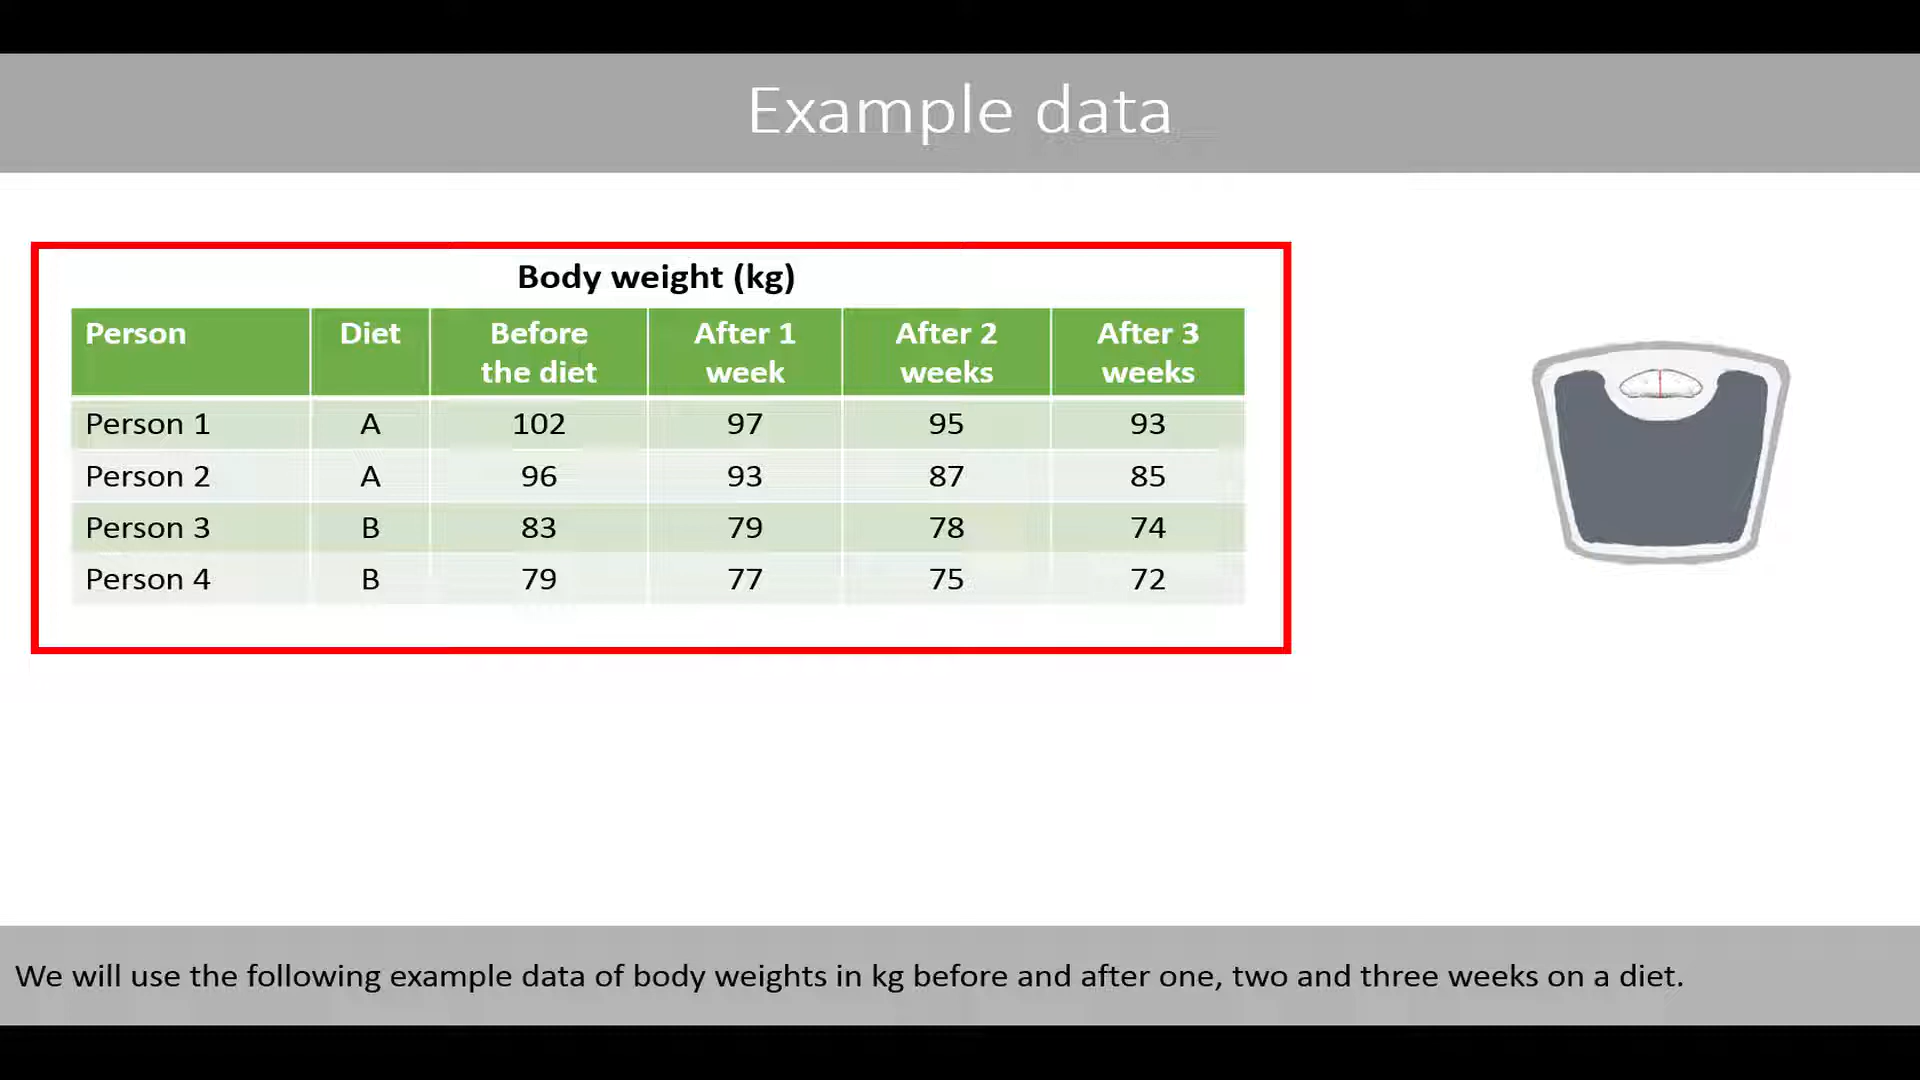 Example data
Body weight (kg)
Person Diet Before the diet After 1 week After 2 weeks After 3 weeks
Person 1 A 102 97 95 93
Person 2 A 96 93 87 85
Person 3 B 83 79 78 74
Person 4 B 79 77 75 72
We will use the following example data of body weights in kg before and after one, two and three weeks on a diet.